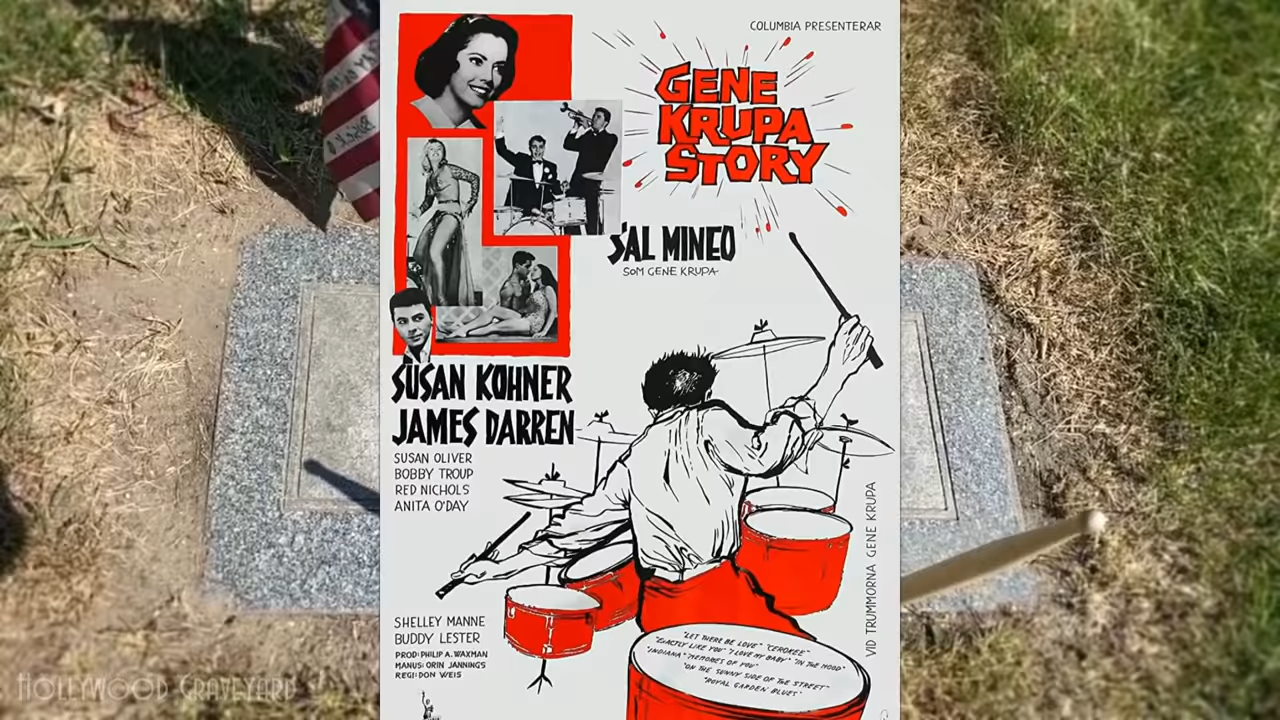 COLUMBIA PRESENTERAR
GENE
KRUPA
STORY
SAL MINEO
SOM GENE KRUPA
SUSAN KOHNER
JAMES DARREN
SUSAN OLIVER
BOBBY TROUP
RED NICHOLS
ANITA O'DAY
SHELLEY MANNE
BUDDY LESTER
PROD: PHILIP A. WAXMAN
MANUS: ORIN JANNINGS
REGI: DON WEIS
VID TRUMMORNA GENE KRUPA
"LET THERE BE LOVE" "CEROKEE"
"EXACTLY LIKE YOU" "I LOVE MY BABY" "IN THE MOOD"
"INDIANA" "MEMORIES OF YOU"
"ON THE SUNNY SIDE OF THE STREET"
"ROYAL GARDEN BLUES"
HOLLYWOOD GRAVEYARD